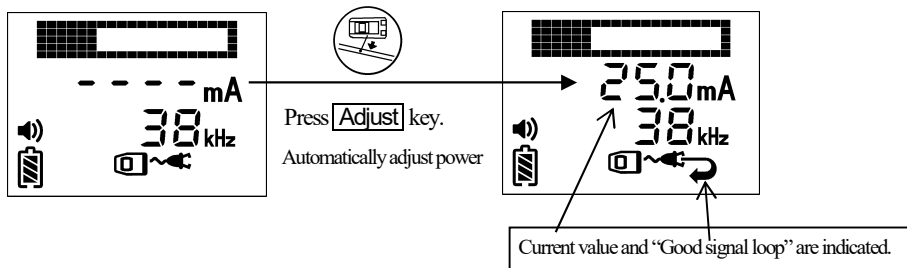 - - - - mA
38 kHz
Press Adjust key.
Automatically adjust power
25.0 mA
38 kHz
Current value and “Good signal loop” are indicated.